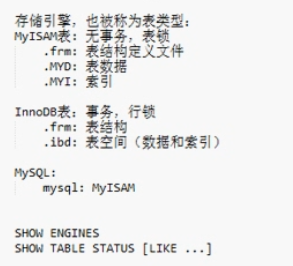 存储引擎，也被称为表类型：
MyISAM表：无事务，表锁
.frm: 表结构定义文件
.MYD: 表数据
.MYI: 索引
InnoDB表：事务，行锁
.frm: 表结构
.ibd: 表空间（数据和索引）
MySQL:
mysql: MyISAM
SHOW ENGINES
SHOW TABLE STATUS [LIKE ...]